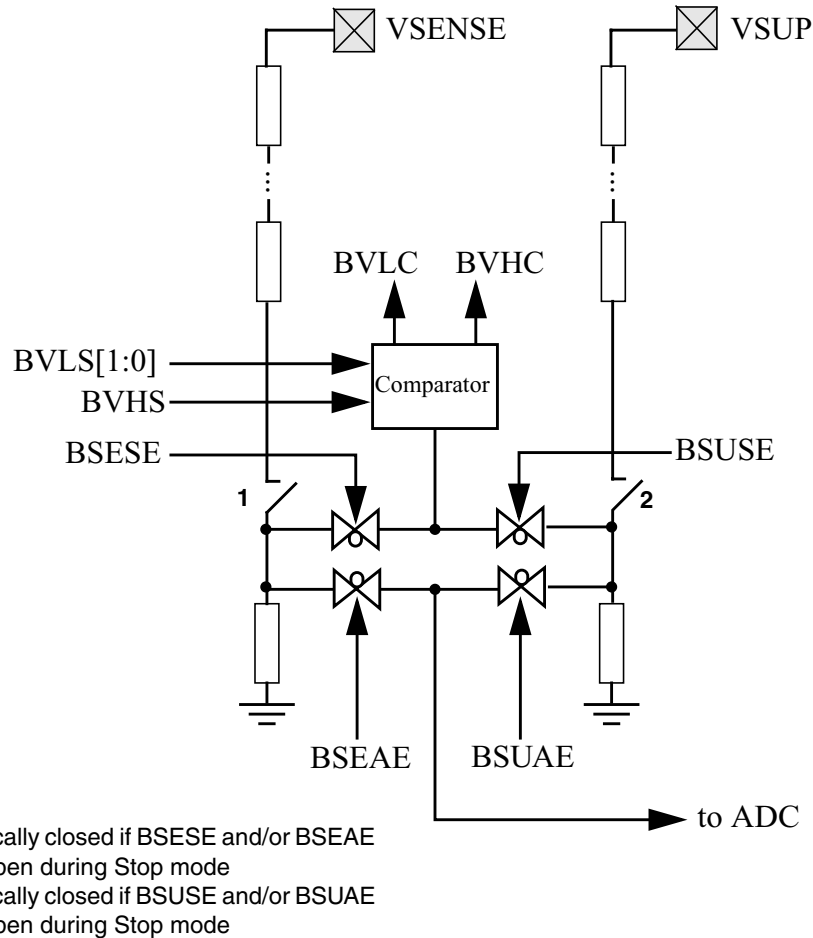 VSENSE
VSUP
BVLC
BVHC
BVLS[1:0]
Comparator
BVHS
BSESE
BSUSE
1
2
BSEAE
BSUAE
to ADC
cally closed if BSESE and/or BSEAE
pen during Stop mode
cally closed if BSUSE and/or BSUAE
pen during Stop mode